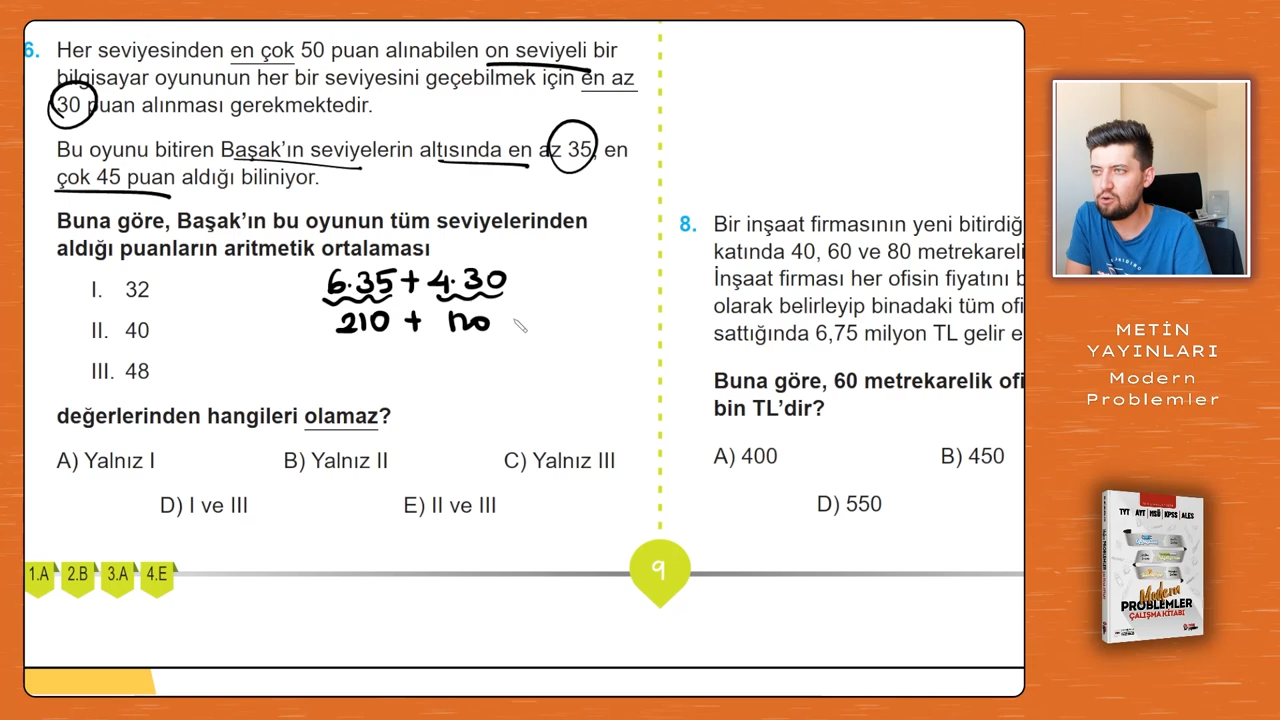 6. Her seviyesinden en çok 50 puan alınabilen on seviyeli bir
bilgisayar oyununun her bir seviyesini geçebilmek için en az
30 puan alınması gerekmektedir.
Bu oyunu bitiren Başak'ın seviyelerin altısında en az 35, en
çok 45 puan aldığı biliniyor.
Buna göre, Başak'ın bu oyunun tüm seviyelerinden
aldığı puanların aritmetik ortalaması
I. 32
II. 40
III. 48
6.35 + 4.30
210 + 120
değerlerinden hangileri olamaz?
A) Yalnız I B) Yalnız II C) Yalnız III
D) I ve III E) II ve III
1.A 2.B 3.A 4.E
9
8. Bir inşaat firmasının yeni bitirdiğ
katında 40, 60 ve 80 metrekareli
İnşaat firması her ofisin fiyatını b
olarak belirleyip binadaki tüm ofi
sattığında 6,75 milyon TL gelir e
Buna göre, 60 metrekarelik ofi
bin TL'dir?
A) 400 B) 450
D) 550
METİN
YAYINLARI
Modern
Problemler
TYT AYT MSÜ KPSS ALES
Modern
PROBLEMLER
ÇALIŞMA KİTABI